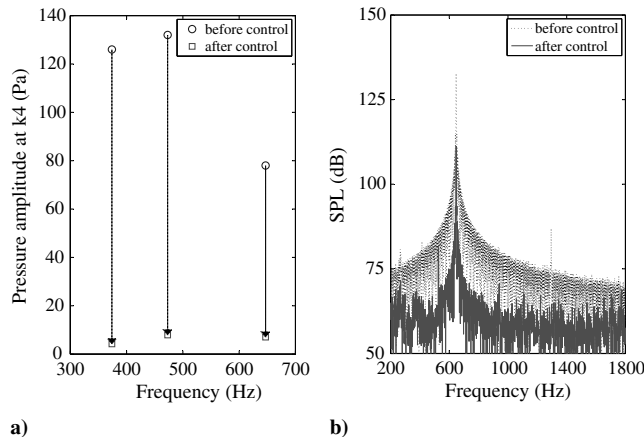 140
120
100
80
60
40
20
0
300
400
500
600
700
Pressure amplitude at k4 (Pa)
Frequency (Hz)
before control
after control
a)
150
125
100
75
50
200
600
1000
1400
1800
SPL (dB)
Frequency (Hz)
before control
after control
b)